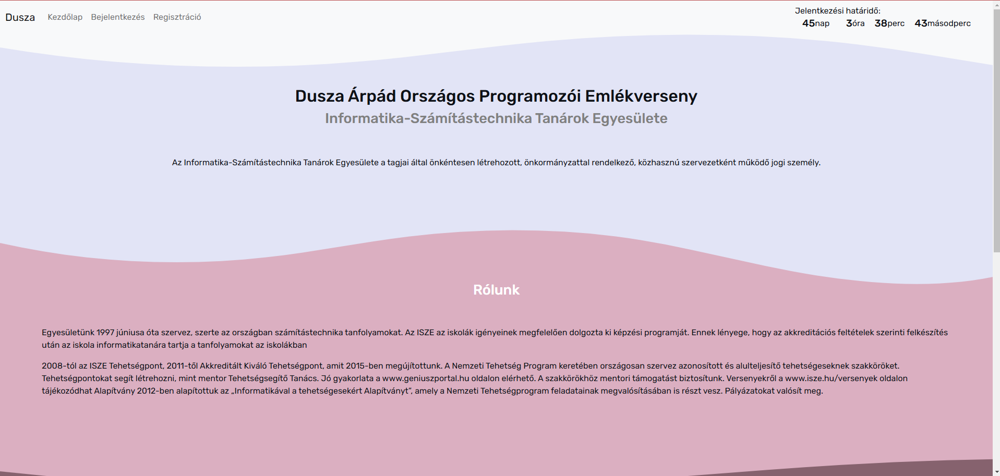 Dusza Kezdőlap Bejelentkezés Regisztráció
Jelentkezési határidő:
45nap 3óra 38perc 43másodperc
Dusza Árpád Országos Programozói Emlékverseny
Informatika-Számítástechnika Tanárok Egyesülete
Az Informatika-Számítástechnika Tanárok Egyesülete a tagjai által önkéntesen létrehozott, önkormányzattal rendelkező, közhasznú szervezetként működő jogi személy.
Rólunk
Egyesületünk 1997 júniusa óta szervez, szerte az országban számítástechnika tanfolyamokat. Az ISZE az iskolák igényeinek megfelelően dolgozta ki képzési programját. Ennek lényege, hogy az akkreditációs feltételek szerinti felkészítés
után az iskola informatikatanára tartja a tanfolyamokat az iskolákban
2008-tól az ISZE Tehetségpont, 2011-től Akkreditált Kiváló Tehetségpont, amit 2015-ben megújítottunk. A Nemzeti Tehetség Program keretében országosan szervez azonosított és alulteljesítő tehetségeseknek szakköröket.
Tehetségpontokat segít létrehozni, mint mentor Tehetségsegítő Tanács. Jó gyakorlata a www.geniuszportal.hu oldalon elérhető. A szakkörökhöz mentori támogatást biztosítunk. Versenyekről a www.isze.hu/versenyek oldalon
tájékozódhat Alapítvány 2012-ben alapítottuk az „Informatikával a tehetségesekért Alapítványt”, amely a Nemzeti Tehetségprogram feladatainak megvalósításában is részt vesz. Pályázatokat valósít meg.